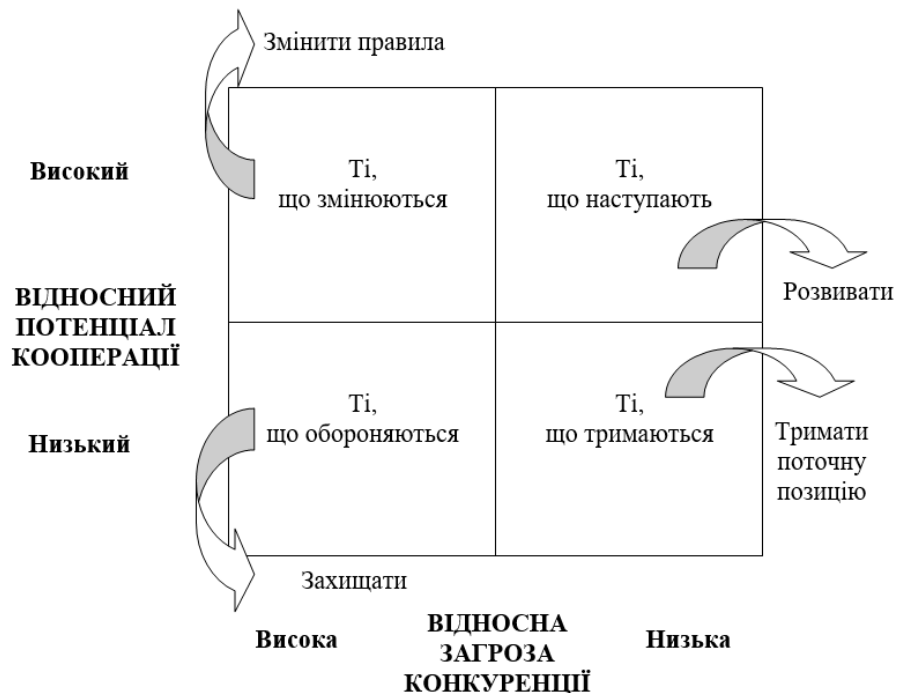 Змінити правила
Високий
Ті,
що змінюються
Ті,
що наступають
ВІДНОСНИЙ
ПОТЕНЦІАЛ
КООПЕРАЦІЇ
Розвивати
Низький
Ті,
що обороняються
Ті,
що тримаються
Тримати
поточну
позицію
Захищати
Висока
ВІДНОСНА
ЗАГРОЗА
КОНКУРЕНЦІЇ
Низька